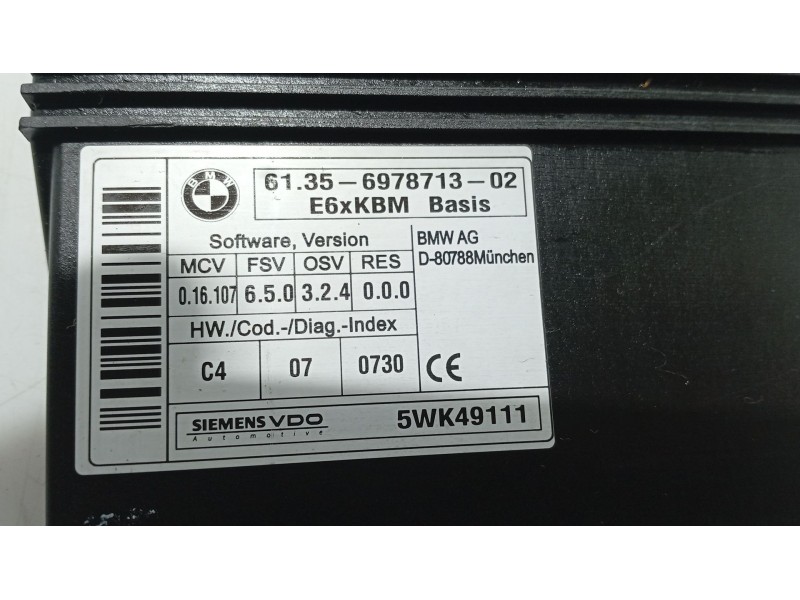 BMW
61.35-6978713-02
E6xKBM Basis
Software, Version
BMW AG
D-80788München
MCV FSV OSV RES
0.16.107 6.5.0 3.2.4 0.0.0
HW./Cod.-/Diag.-Index
C4 07 0730
CE
SIEMENS VDO
Automotive
5WK49111